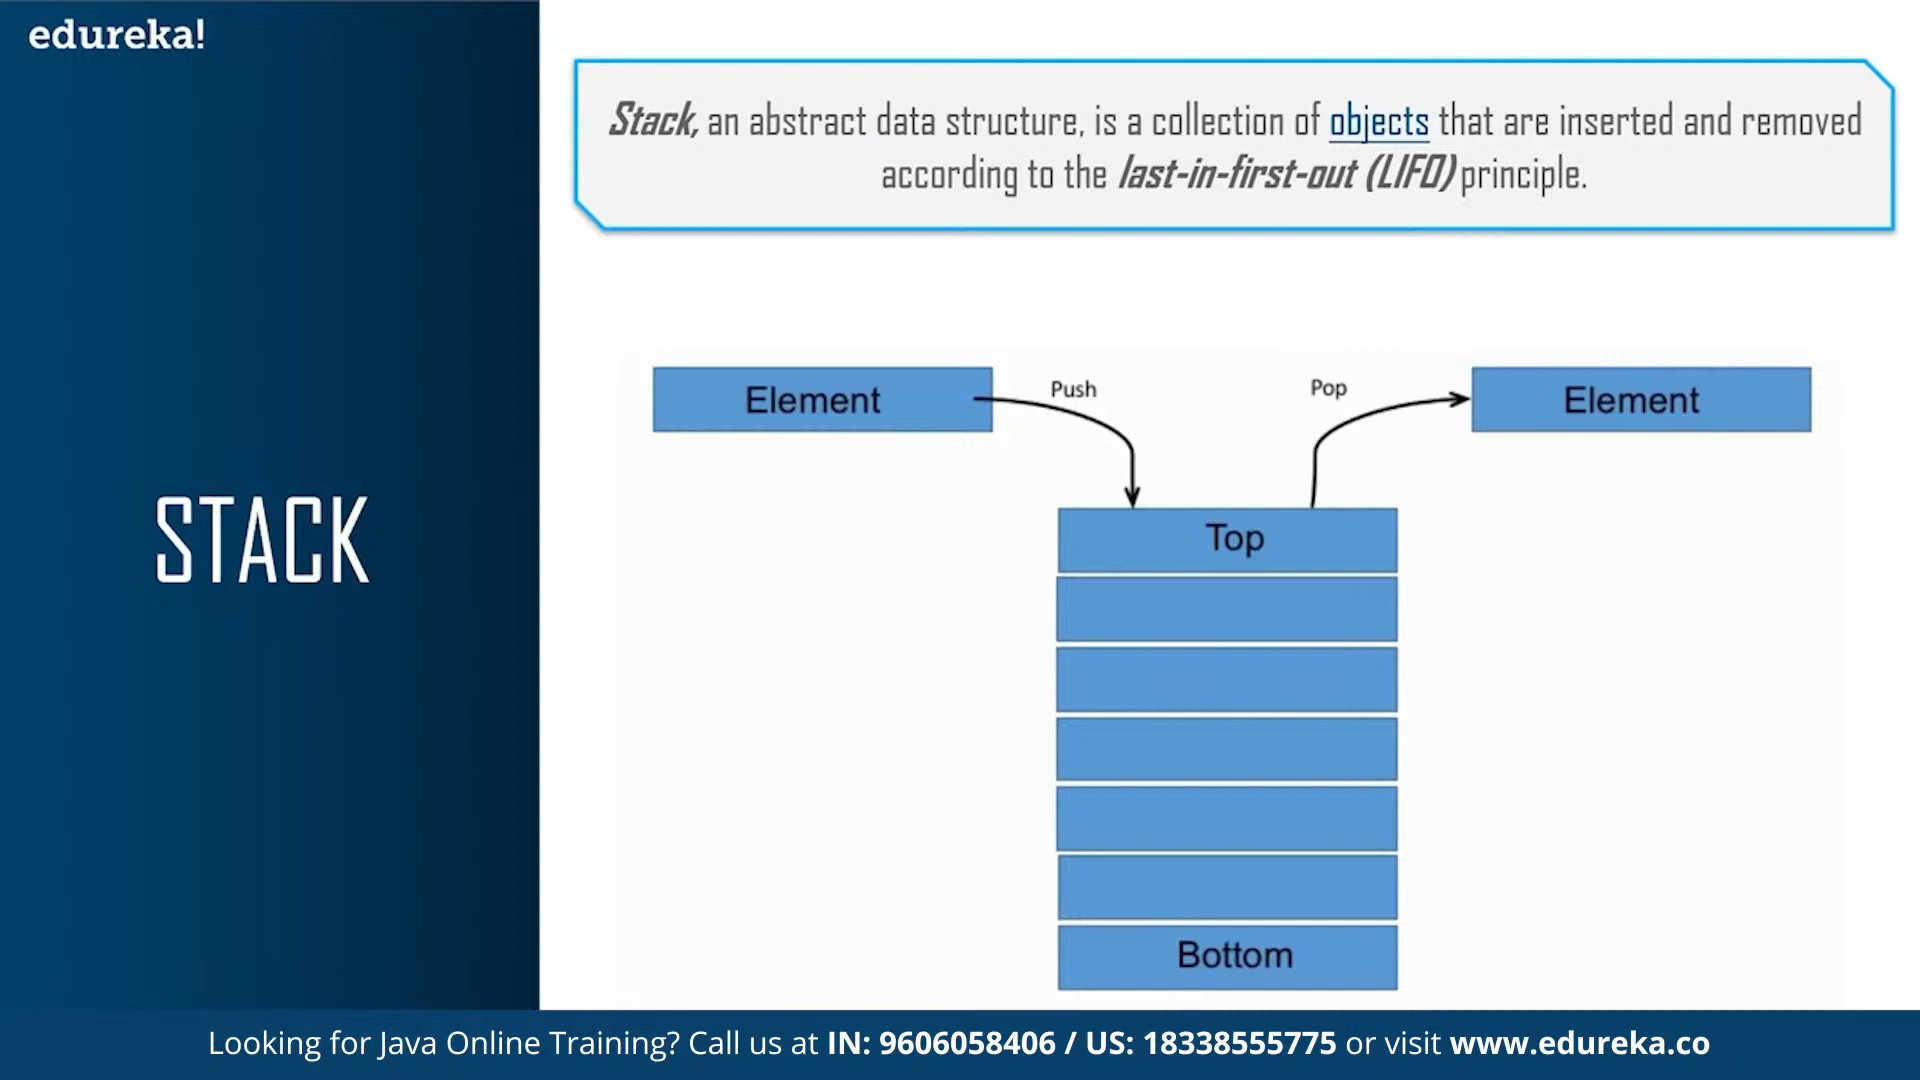 edureka!
Stack, an abstract data structure, is a collection of objects that are inserted and removed
according to the last-in-first-out (LIFO) principle.
STACK
Element
Push
Pop
Element
Top
Bottom
Looking for Java Online Training? Call us at IN: 9606058406 / US: 18338555775 or visit www.edureka.co